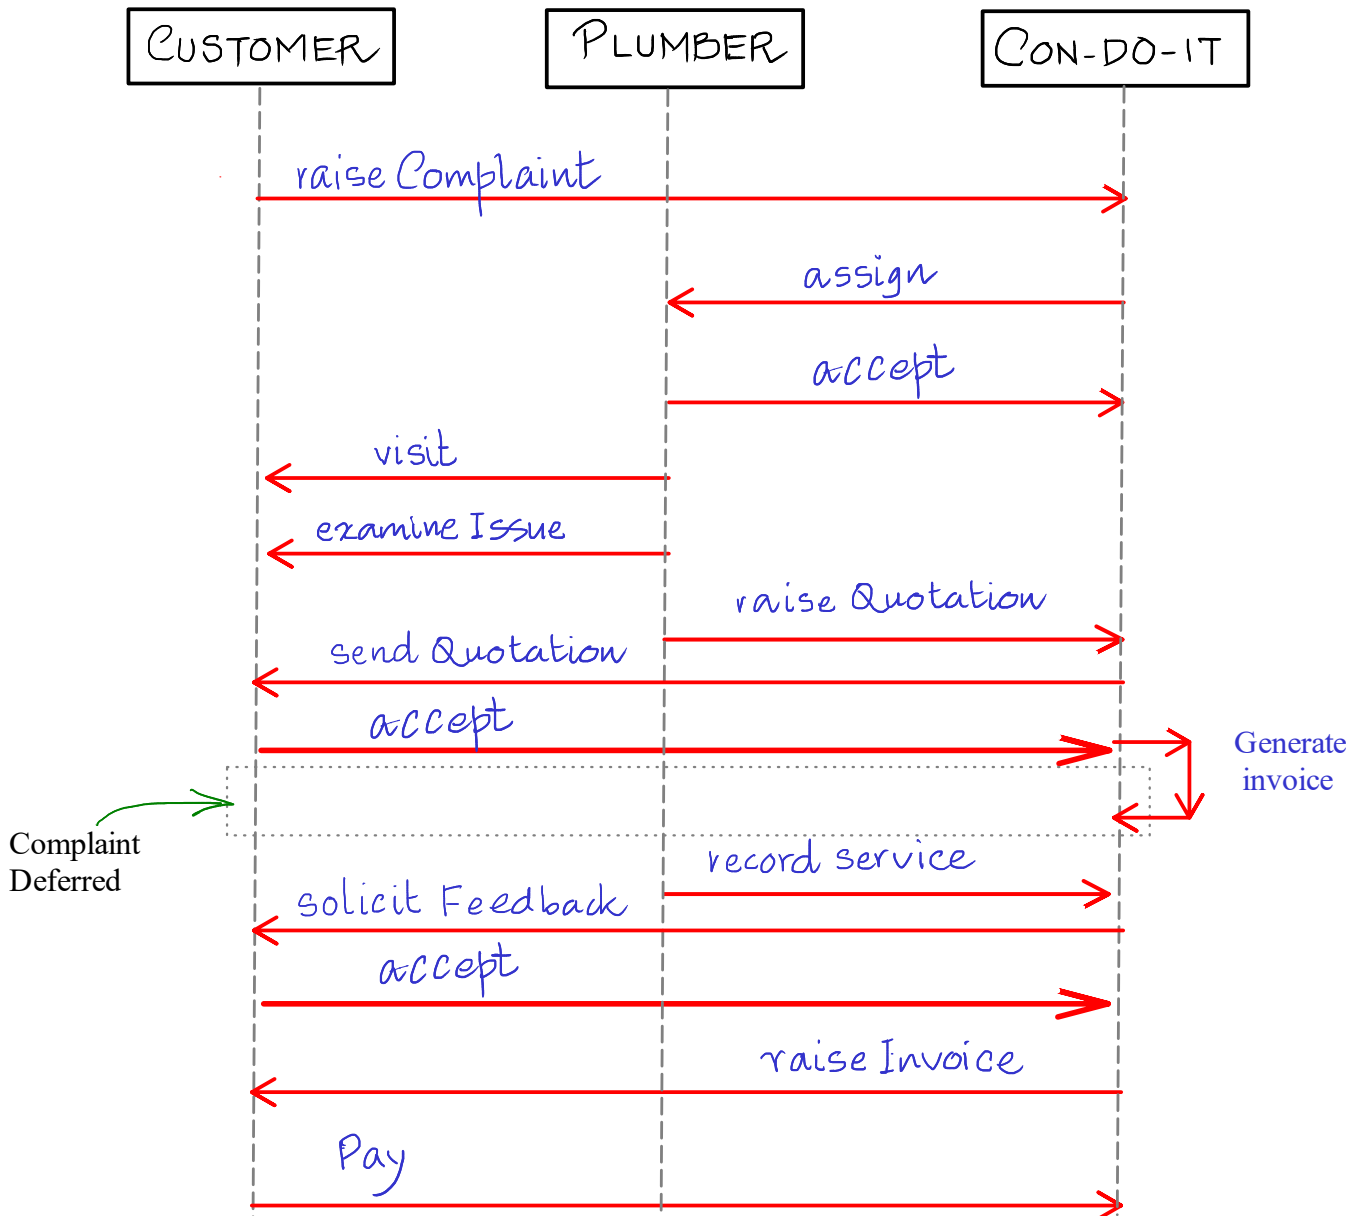 CUSTOMER
PLUMBER
CON-DO-IT
raise Complaint
assign
accept
visit
examine Issue
raise Quotation
send Quotation
accept
Generate
invoice
Complaint
Deferred
record service
solicit Feedback
accept
raise Invoice
Pay